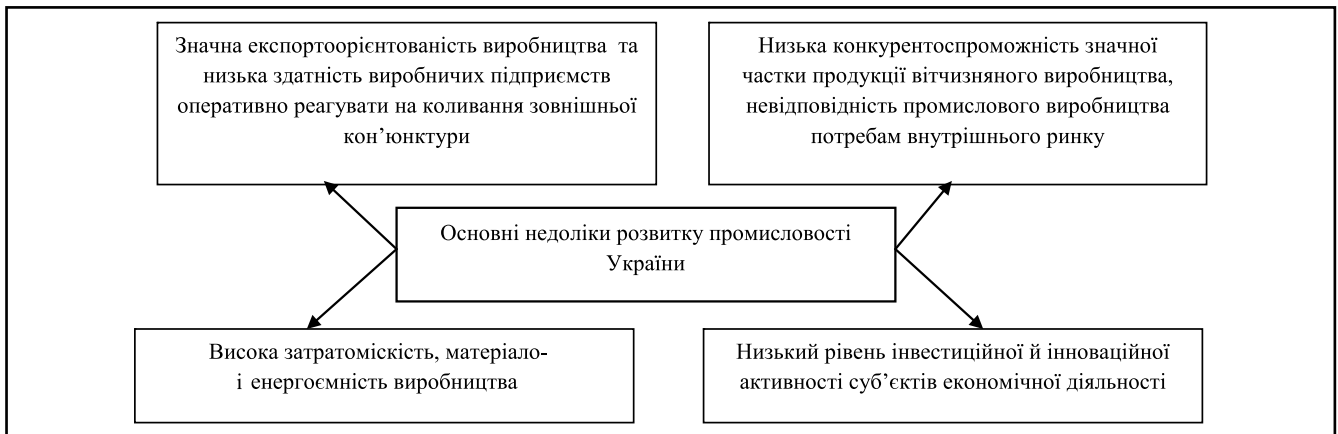 Значна експортоорієнтованість виробництва та
низька здатність виробничих підприємств
оперативно реагувати на коливання зовнішньої
кон’юнктури
Низька конкурентоспроможність значної
частки продукції вітчизняного виробництва,
невідповідність промислового виробництва
потребам внутрішнього ринку
Основні недоліки розвитку промисловості
України
Висока затратоміскість, матеріало-
і енергоємність виробництва
Низький рівень інвестиційної й інноваційної
активності суб’єктів економічної діяльності